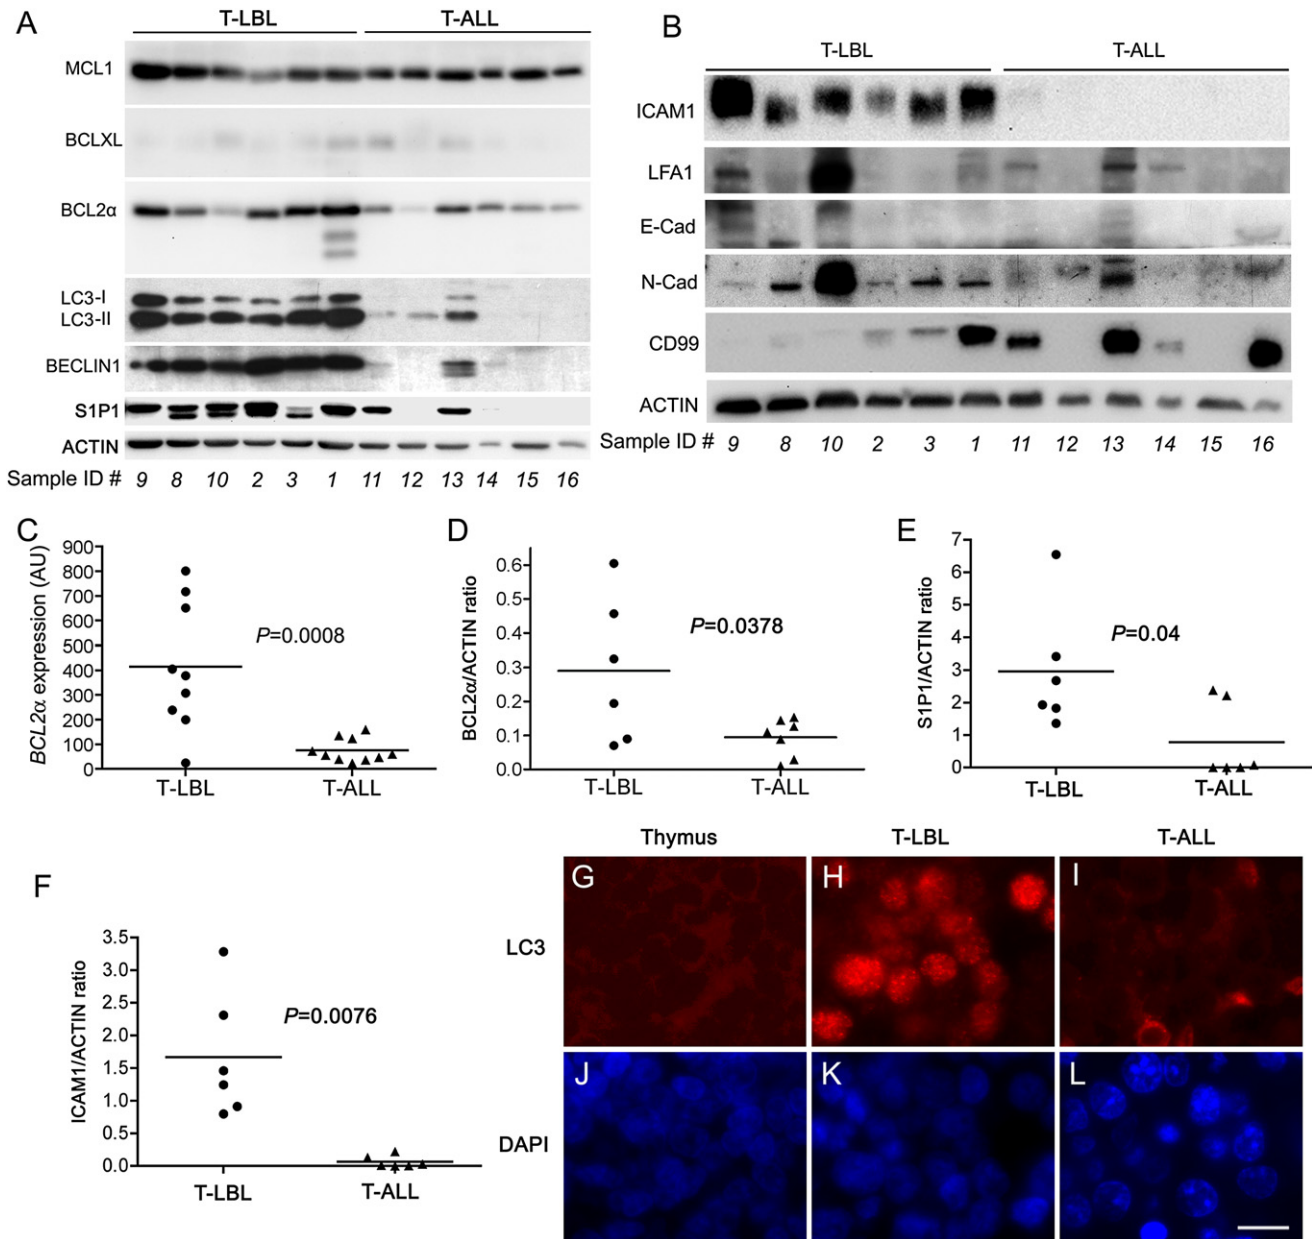 A
T-LBL
T-ALL
MCL1
BCLXL
BCL2α
LC3-I
LC3-II
BECLIN1
S1P1
ACTIN
Sample ID # 9 8 10 2 3 1 11 12 13 14 15 16
B
T-LBL
T-ALL
ICAM1
LFA1
E-Cad
N-Cad
CD99
ACTIN
Sample ID # 9 8 10 2 3 1 11 12 13 14 15 16
C
BCL2α expression (AU)
900
800
700
600
500
400
300
200
100
0
P=0.0008
T-LBL
T-ALL
D
BCL2α/ACTIN ratio
0.6
0.5
0.4
0.3
0.2
0.1
0.0
P=0.0378
T-LBL
T-ALL
E
S1P1/ACTIN ratio
7
6
5
4
3
2
1
0
P=0.04
T-LBL
T-ALL
F
ICAM1/ACTIN ratio
3.5
3.0
2.5
2.0
1.5
1.0
0.5
0.0
P=0.0076
T-LBL
T-ALL
Thymus
T-LBL
T-ALL
LC3
G
H
I
DAPI
J
K
L